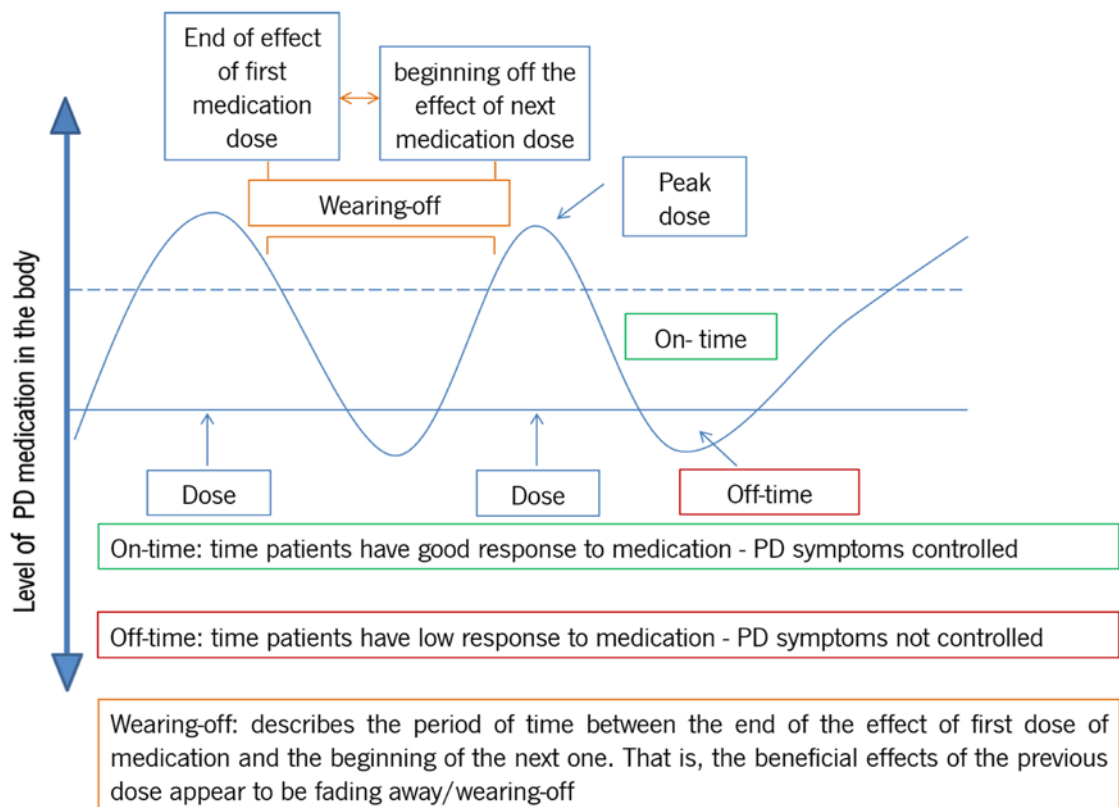 End of effect
of first
medication
dose
beginning off the
effect of next
medication dose
Wearing-off
Peak
dose
Level of PD medication in the body
On- time
Dose
Dose
Off-time
On-time: time patients have good response to medication - PD symptoms controlled
Off-time: time patients have low response to medication - PD symptoms not controlled
Wearing-off: describes the period of time between the end of the effect of first dose of
medication and the beginning of the next one. That is, the beneficial effects of the previous
dose appear to be fading away/wearing-off